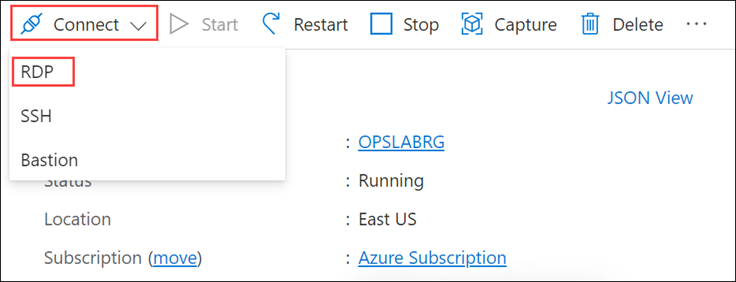 Connect Start Restart Stop Capture Delete ...
RDP
JSON View
SSH
: OPSLABRG
Bastion
Status : Running
Location : East US
Subscription (move) : Azure Subscription